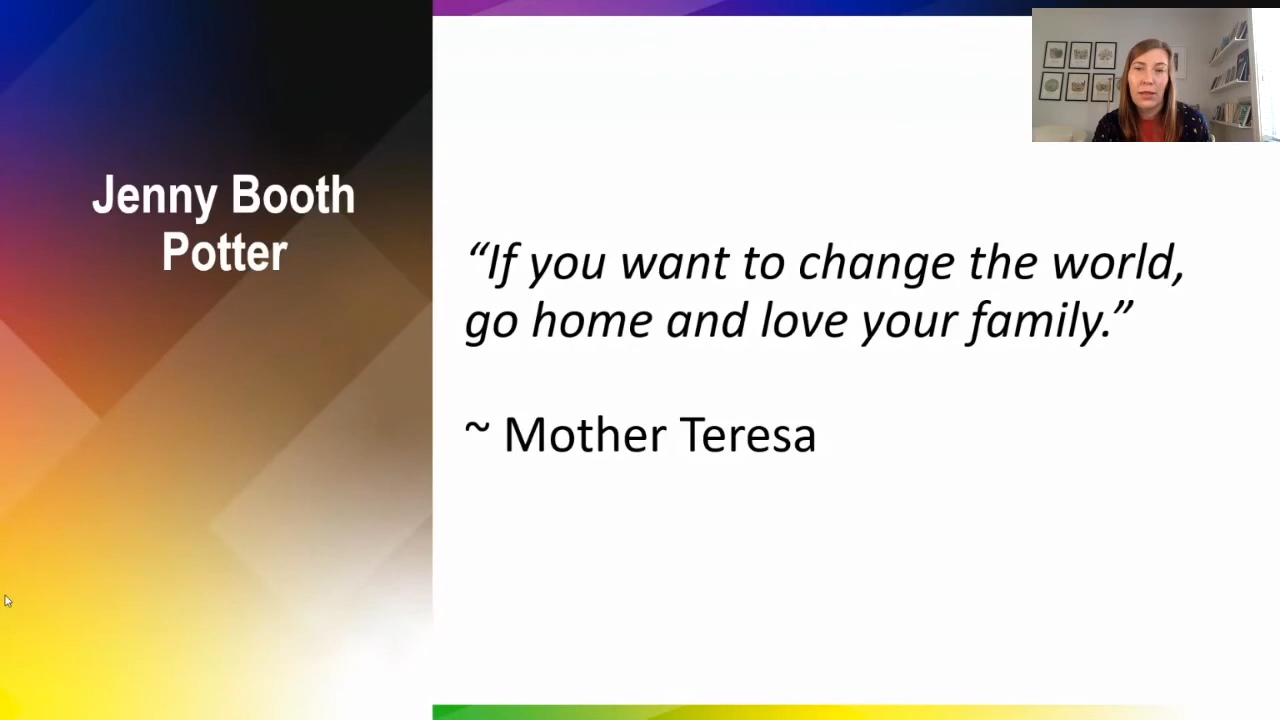 Jenny Booth
Potter
“If you want to change the world,
go home and love your family.”
~ Mother Teresa